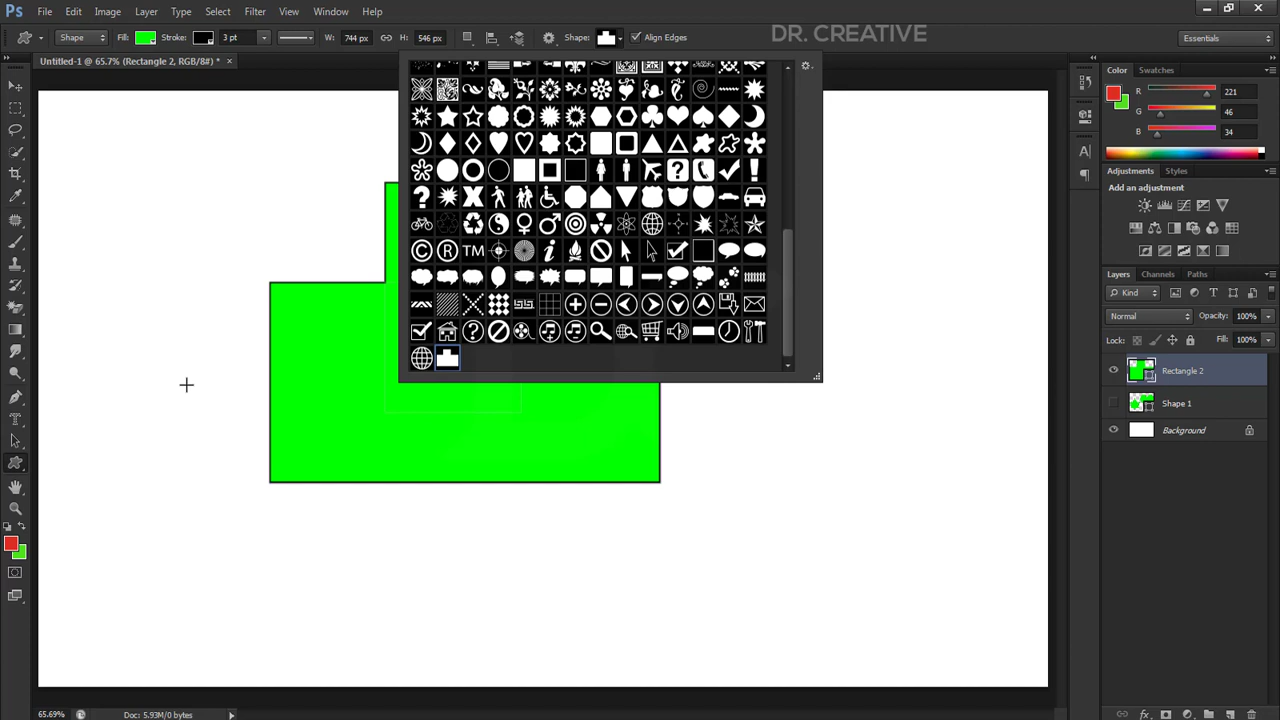 Ps File Edit Image Layer Type Select Filter View Window Help
Shape Fill: Stroke: 3 pt W: 744 px H: 546 px Shape: Align Edges
DR. CREATIVE
Essentials
Untitled-1 @ 65.7% (Rectangle 2, RGB/8#) * ×
Color Swatches
R 221
G 46
B 34
Adjustments Styles
Add an adjustment
Layers Channels Paths
Kind
Normal Opacity: 100%
Lock: Fill: 100%
Rectangle 2
Shape 1
Background
TM
65.69% Doc: 5.93M/0 bytes